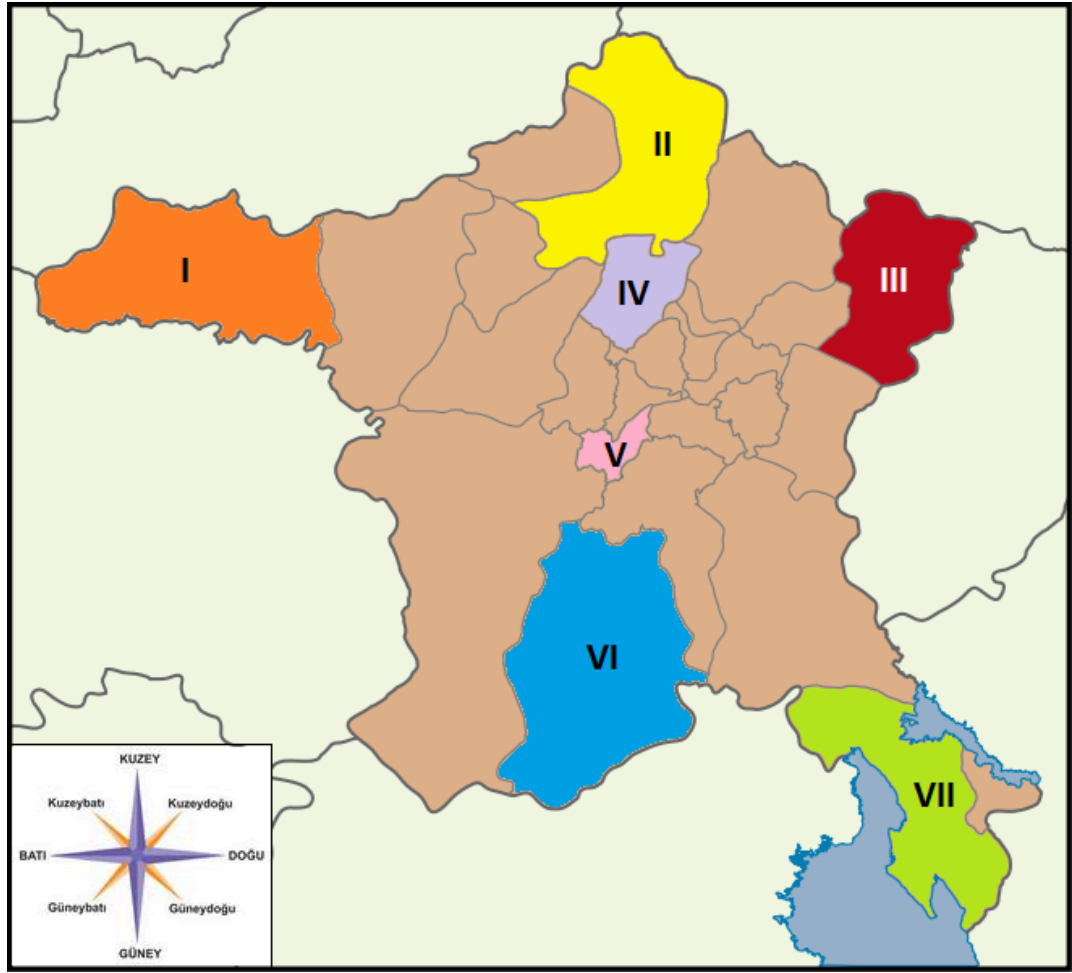 II
I
III
IV
V
VI
VII
KUZEY
Kuzeybatı Kuzeydoğu
BATI DOĞU
Güneybatı Güneydoğu
GÜNEY